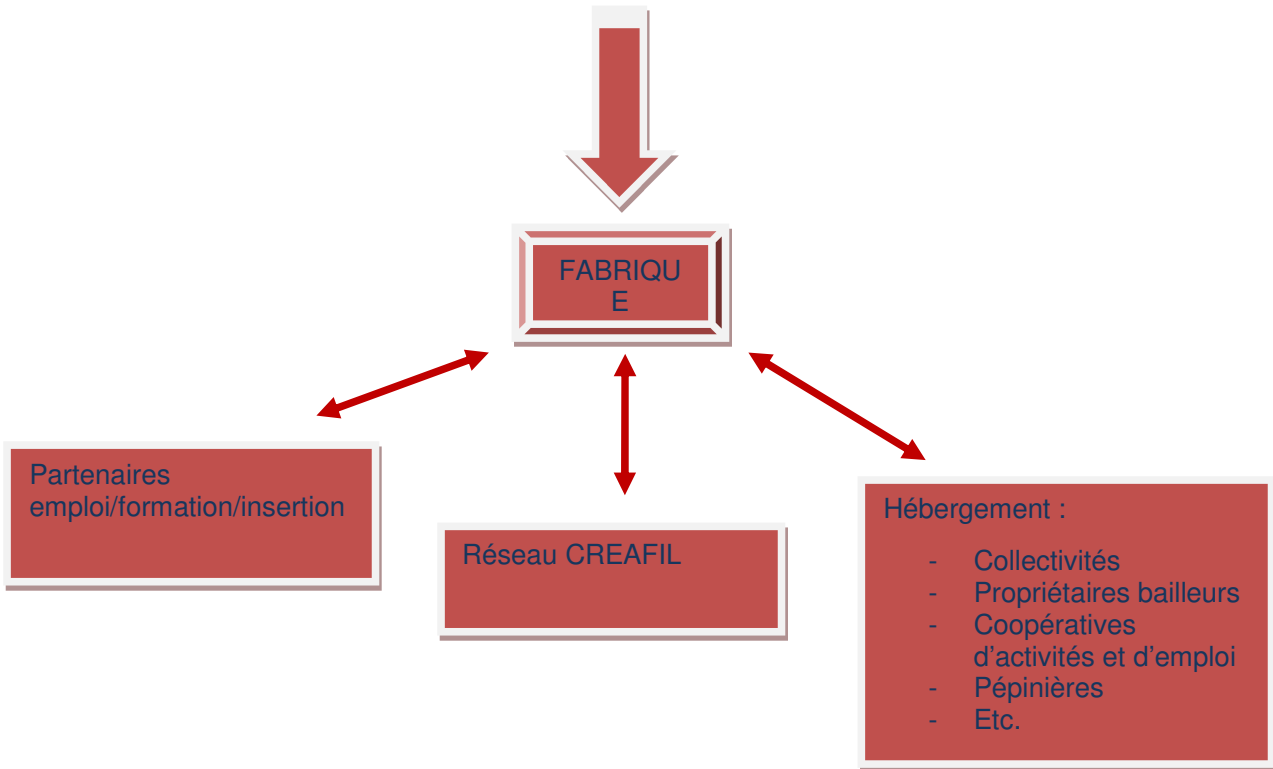 FABRIQU
E
Partenaires
emploi/formation/insertion
Réseau CREAFIL
Hébergement :
- Collectivités
- Propriétaires bailleurs
- Coopératives
d’activités et d’emploi
- Pépinières
- Etc.